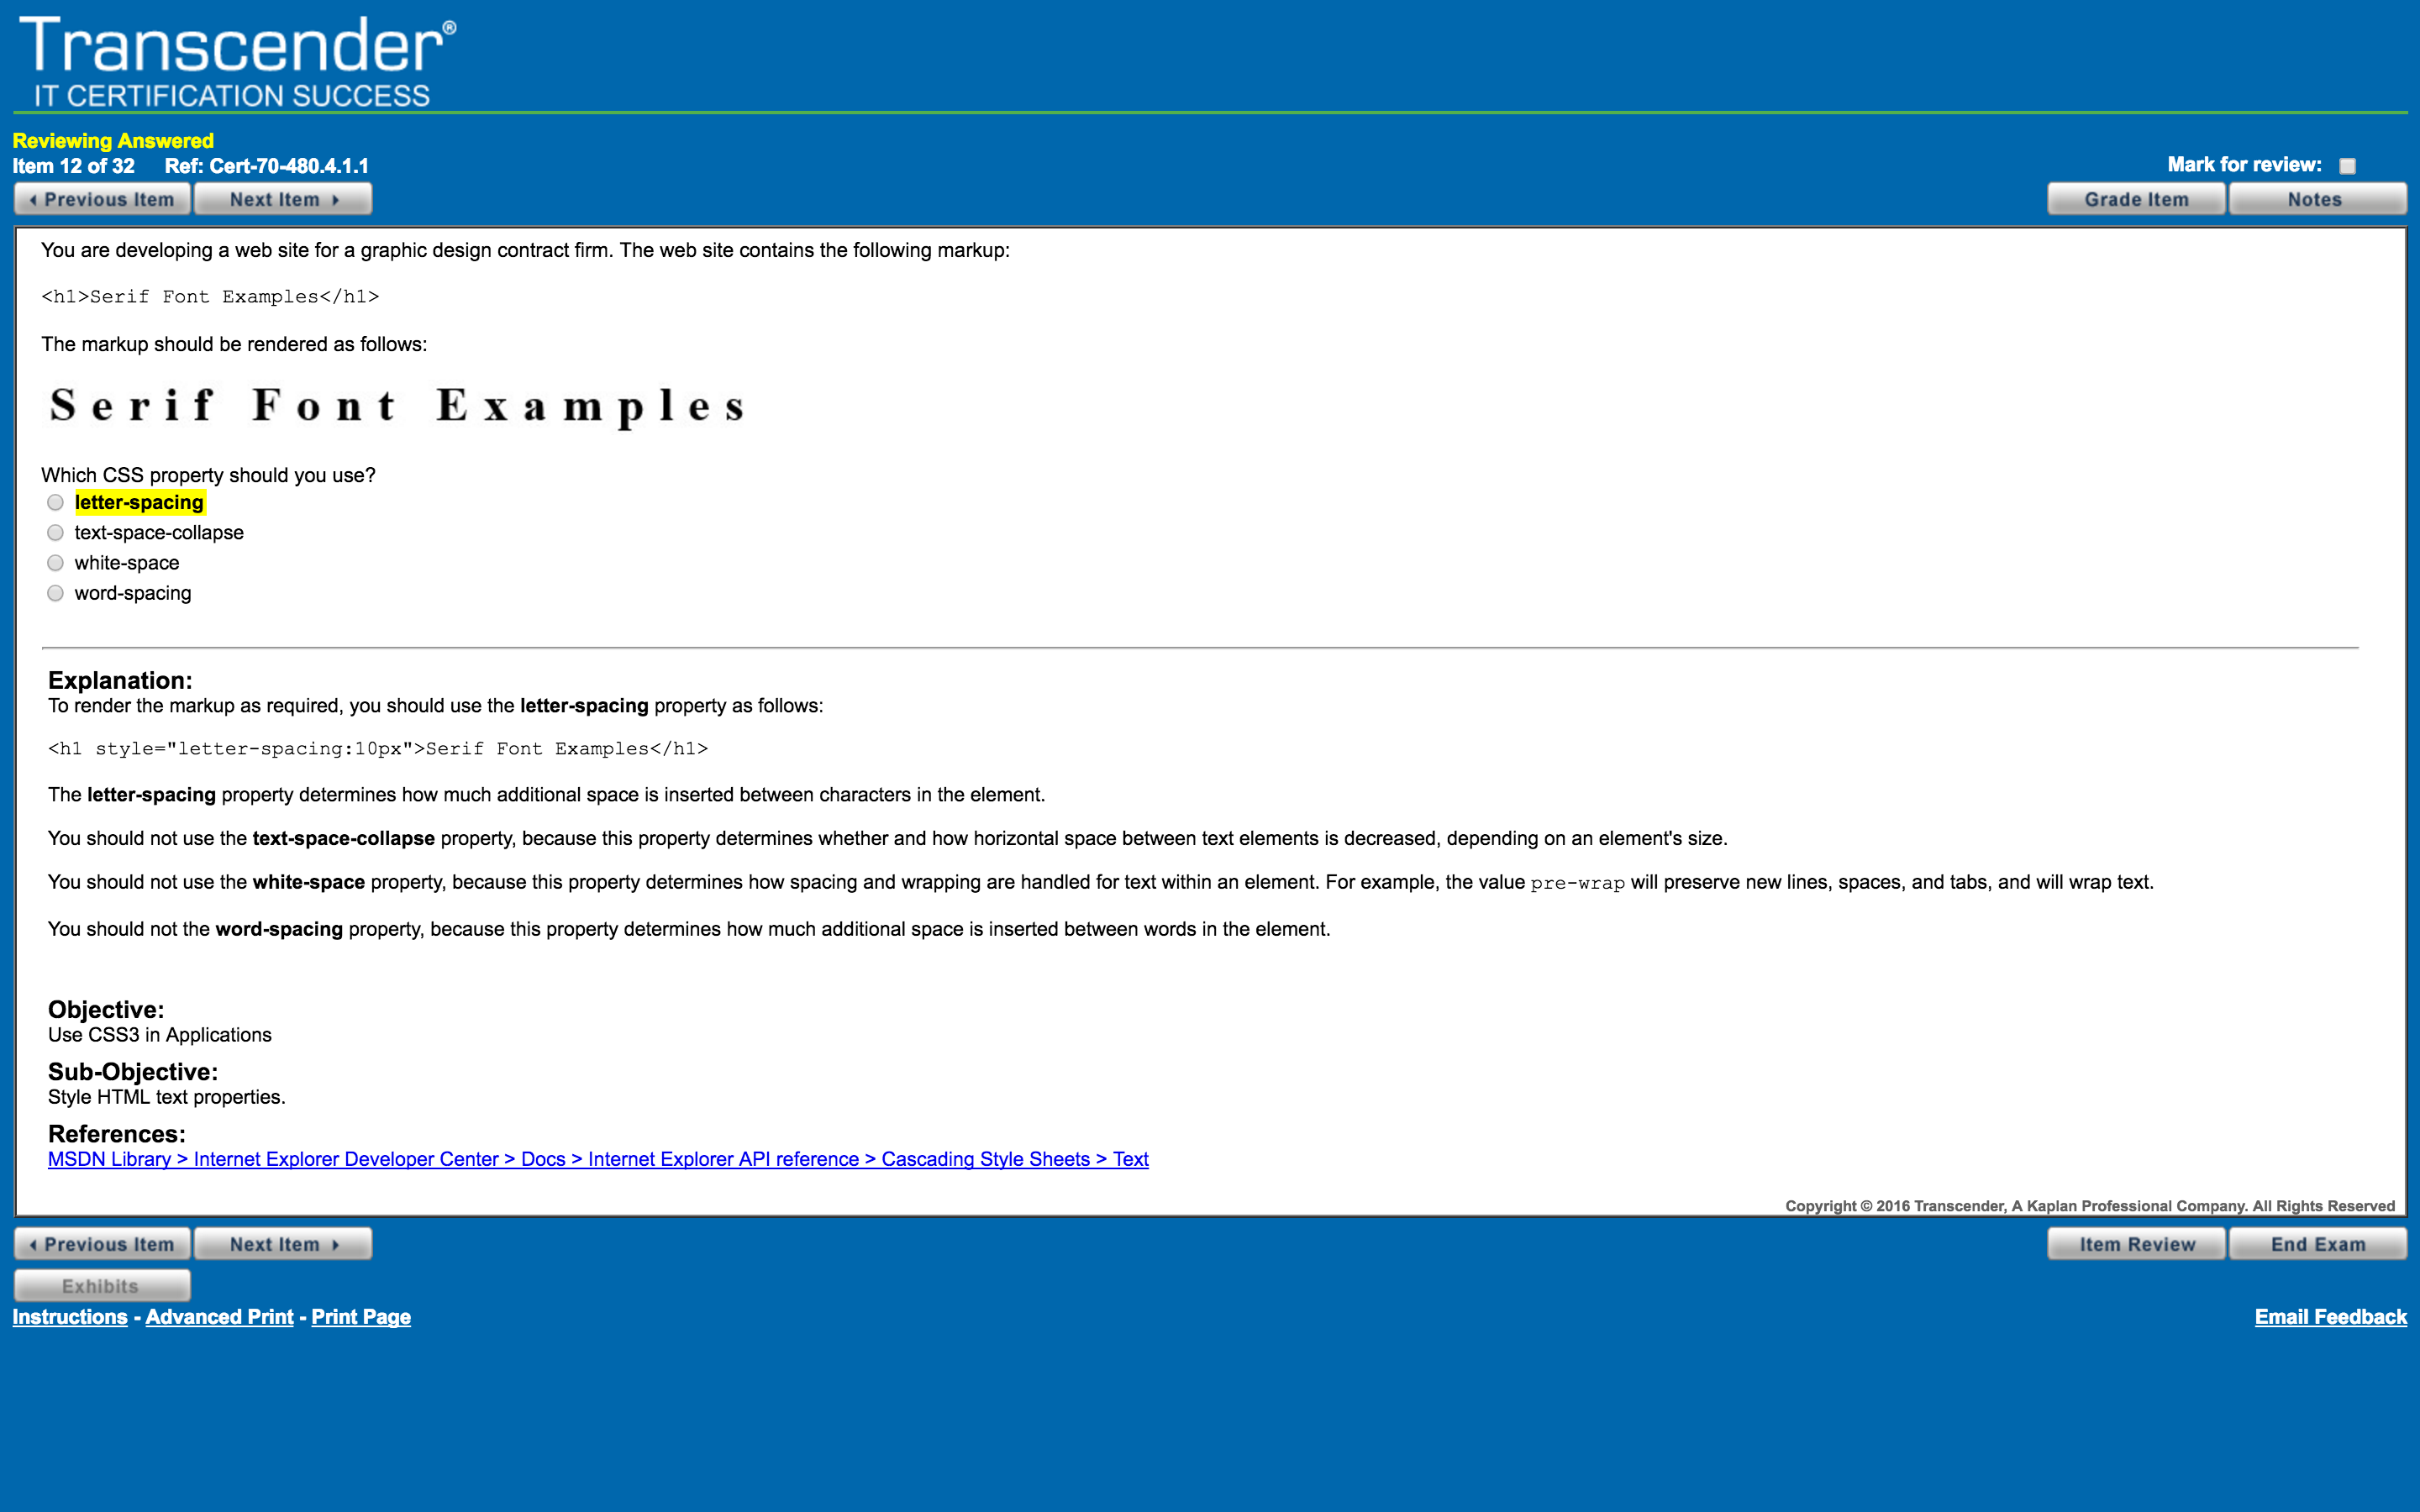 Transcender®
IT CERTIFICATION SUCCESS
Reviewing Answered
Item 12 of 32 Ref: Cert-70-480.4.1.1
Mark for review:
Previous Item Next Item Grade Item Notes
You are developing a web site for a graphic design contract firm. The web site contains the following markup:
<h1>Serif Font Examples</h1>
The markup should be rendered as follows:
Serif Font Examples
Which CSS property should you use?
letter-spacing
text-space-collapse
white-space
word-spacing
Explanation:
To render the markup as required, you should use the letter-spacing property as follows:
<h1 style="letter-spacing:10px">Serif Font Examples</h1>
The letter-spacing property determines how much additional space is inserted between characters in the element.
You should not use the text-space-collapse property, because this property determines whether and how horizontal space between text elements is decreased, depending on an element's size.
You should not use the white-space property, because this property determines how spacing and wrapping are handled for text within an element. For example, the value pre-wrap will preserve new lines, spaces, and tabs, and will wrap text.
You should not the word-spacing property, because this property determines how much additional space is inserted between words in the element.
Objective:
Use CSS3 in Applications
Sub-Objective:
Style HTML text properties.
References:
MSDN Library > Internet Explorer Developer Center > Docs > Internet Explorer API reference > Cascading Style Sheets > Text
Copyright © 2016 Transcender, A Kaplan Professional Company. All Rights Reserved
Previous Item Next Item Item Review End Exam
Exhibits
Instructions - Advanced Print - Print Page Email Feedback